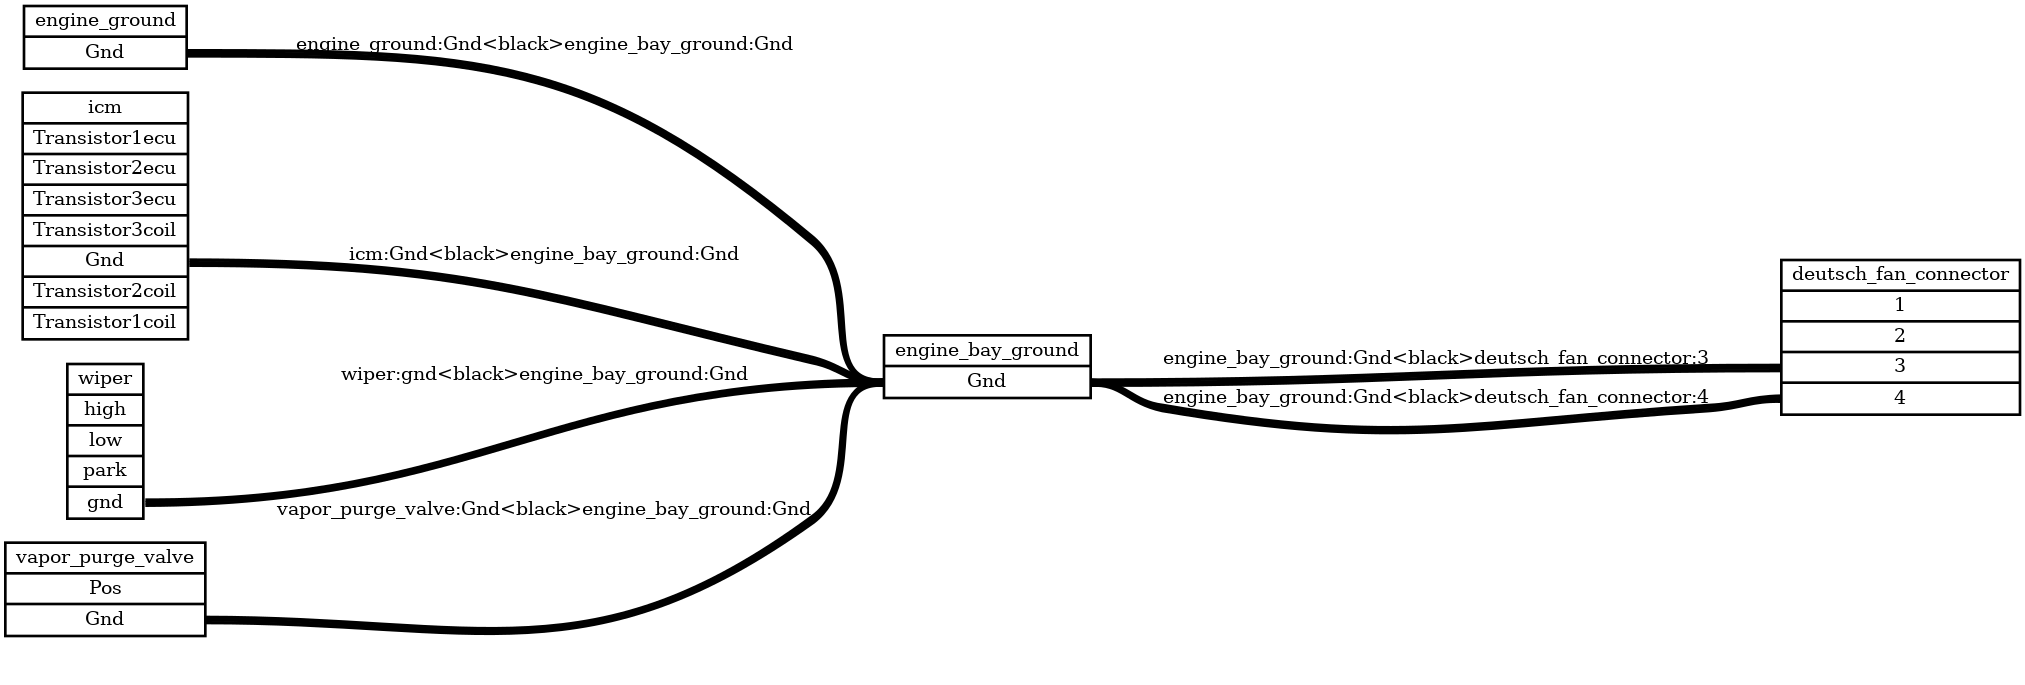 engine_ground
Gnd
engine_ground:Gnd<black>engine_bay_ground:Gnd
icm
Transistor1ecu
Transistor2ecu
Transistor3ecu
Transistor3coil
Gnd
Transistor2coil
Transistor1coil
icm:Gnd<black>engine_bay_ground:Gnd
wiper
high
low
park
gnd
wiper:gnd<black>engine_bay_ground:Gnd
vapor_purge_valve
Pos
Gnd
vapor_purge_valve:Gnd<black>engine_bay_ground:Gnd
engine_bay_ground
Gnd
engine_bay_ground:Gnd<black>deutsch_fan_connector:3
engine_bay_ground:Gnd<black>deutsch_fan_connector:4
deutsch_fan_connector
1
2
3
4